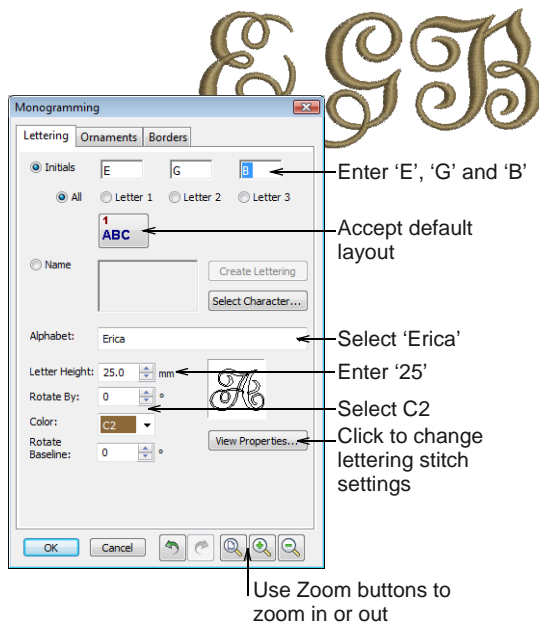 E G B
Monogramming
Lettering Ornaments Borders
Initials E G B
Enter ‘E’, ‘G’ and ‘B’
All Letter 1 Letter 2 Letter 3
1
ABC
Accept default
layout
Name
Create Lettering
Select Character...
Alphabet: Erica
Select ‘Erica’
Letter Height: 25.0 mm
Enter ‘25’
Rotate By: 0 °
Select C2
Color: C2
Click to change
lettering stitch
settings
Rotate
Baseline: 0 °
A
View Properties...
OK Cancel
Use Zoom buttons to
zoom in or out